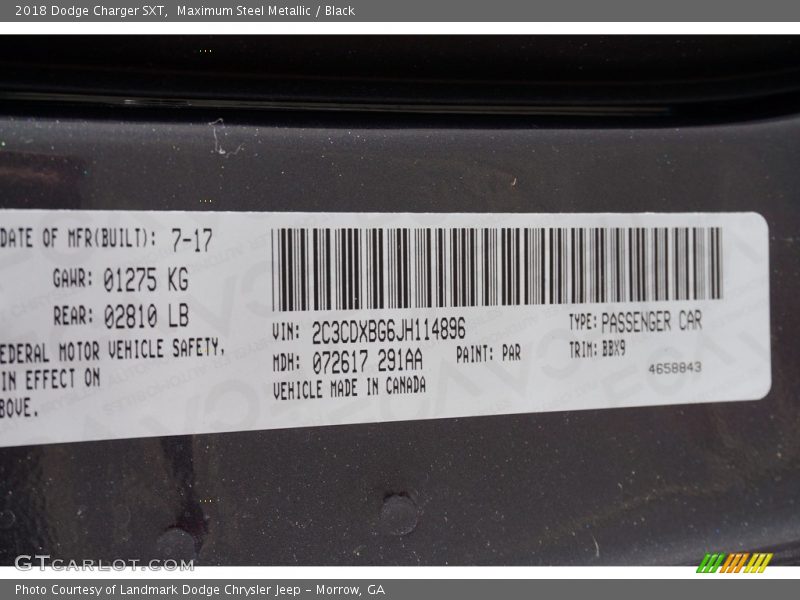 2018 Dodge Charger SXT, Maximum Steel Metallic / Black
DATE OF MFR(BUILT): 7-17
GAWR: 01275 KG
REAR: 02810 LB
EDERAL MOTOR VEHICLE SAFETY,
IN EFFECT ON
BOVE.
VIN: 2C3CDXBG6JH114896
TYPE: PASSENGER CAR
MDH: 072617 291AA
PAINT: PAR
TRIM: BBX9
VEHICLE MADE IN CANADA
4658843
GTcarlot.com
Photo Courtesy of Landmark Dodge Chrysler Jeep – Morrow, GA